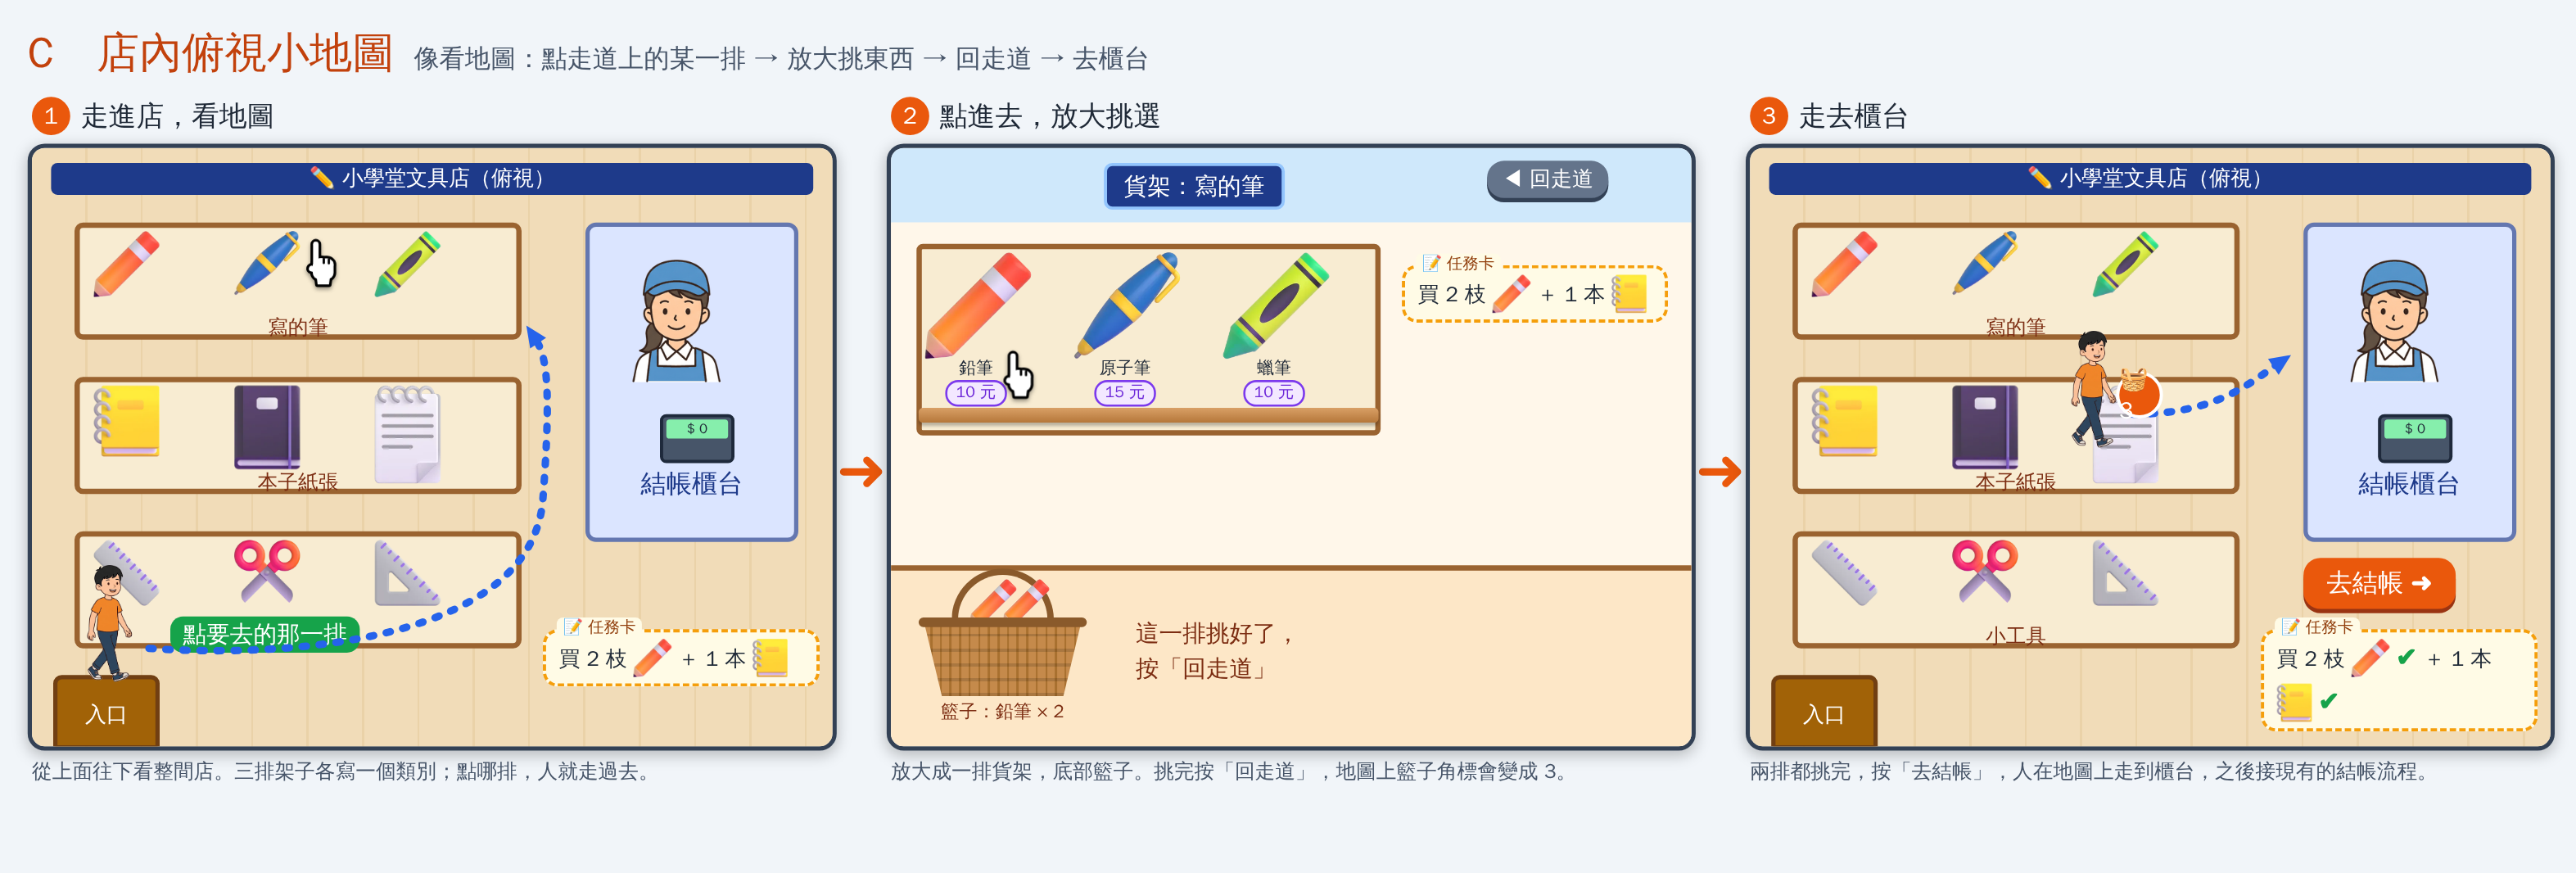 C 店內俯視小地圖 像看地圖：點走道上的某一排 → 放大挑東西 → 回走道 → 去櫃台
1 走進店，看地圖
小學堂文具店（俯視）
寫的筆
$ 0
結帳櫃台
本子紙張
點要去的那一排
任務卡
買 2 枝 + 1 本
入口
從上面往下看整間店。三排架子各寫一個類別；點哪排，人就走過去。
2 點進去，放大挑選
貨架：寫的筆
◀ 回走道
任務卡
買 2 枝 + 1 本
鉛筆 原子筆 蠟筆
10 元 15 元 10 元
這一排挑好了，
按「回走道」
籃子：鉛筆 ×2
放大成一排貨架，底部籃子。挑完按「回走道」，地圖上籃子角標會變成 3。
3 走去櫃台
小學堂文具店（俯視）
寫的筆
$ 0
結帳櫃台
本子紙張
小工具
去結帳 ➜
任務卡
買 2 枝 ✔ + 1 本
✔
入口
兩排都挑完，按「去結帳」，人在地圖上走到櫃台，之後接現有的結帳流程。